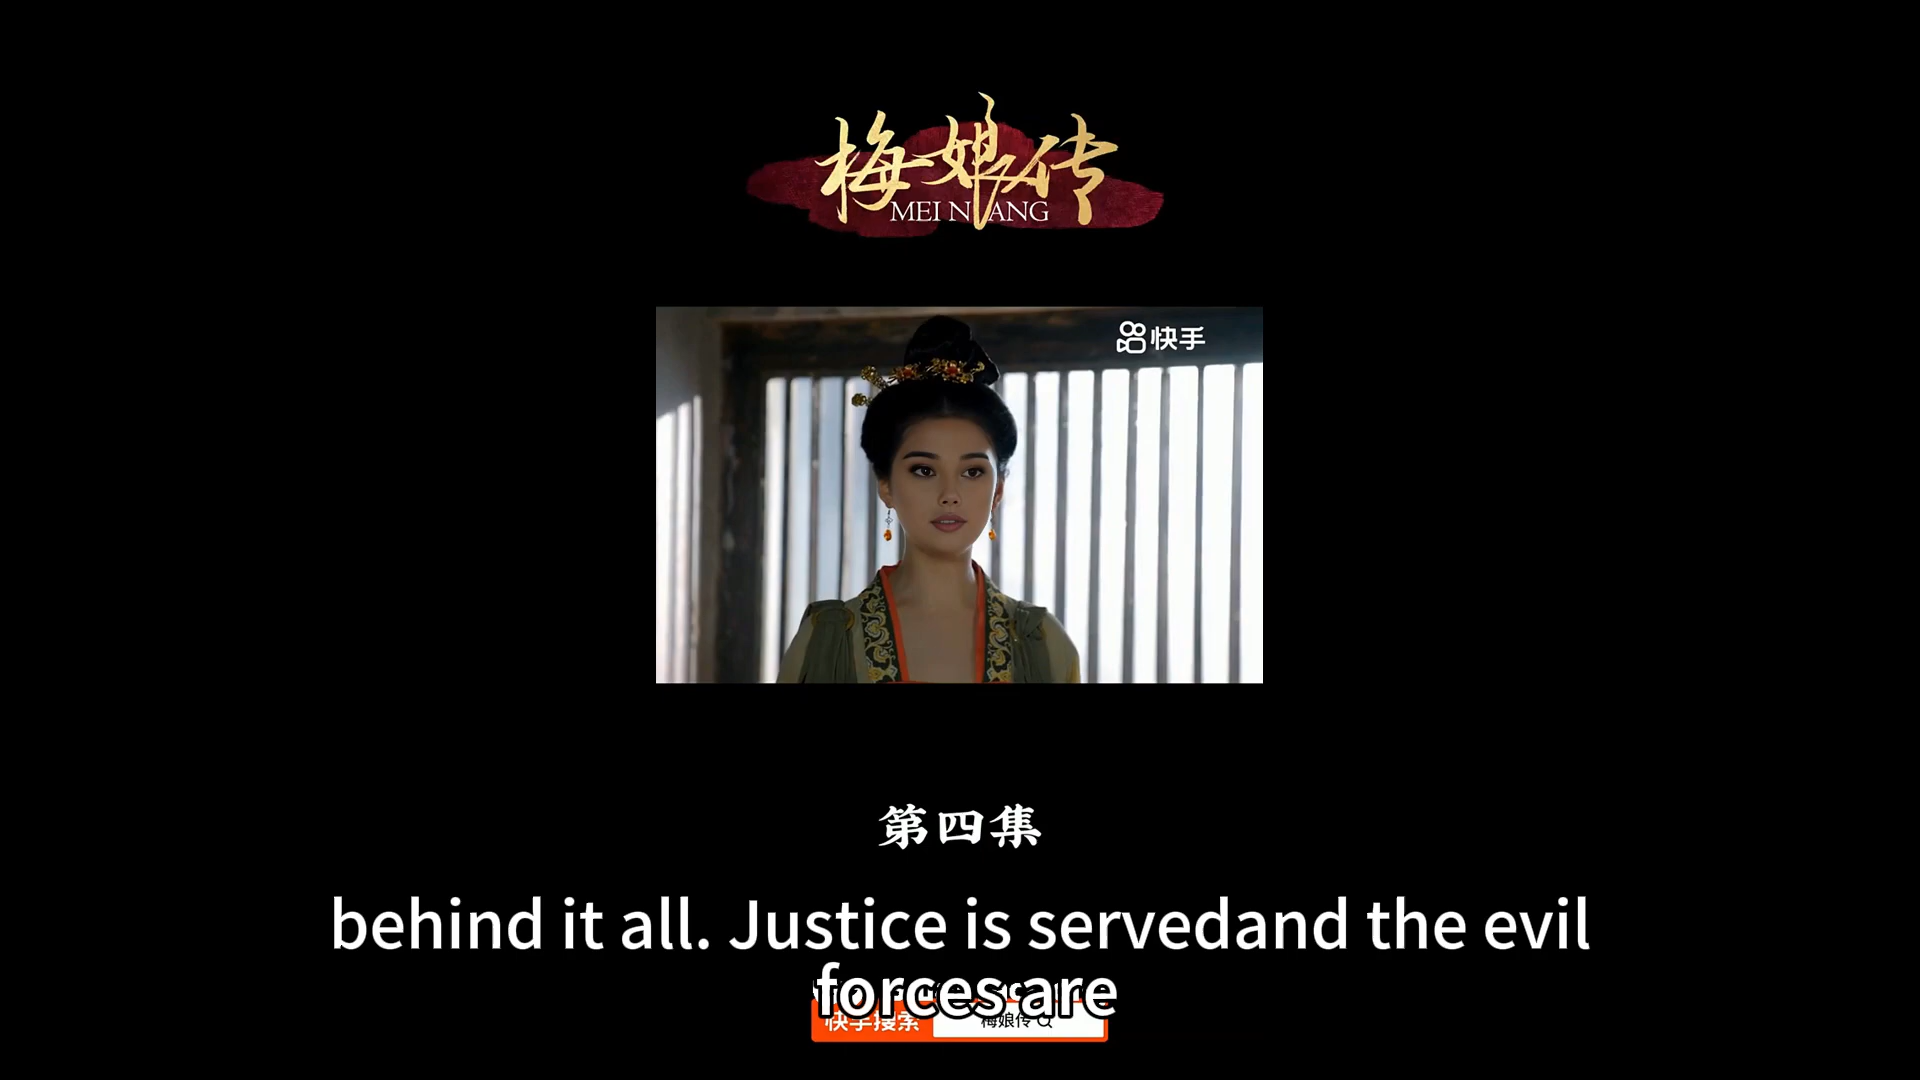 梅娘传
MEI NIANG
快手
第四集
behind it all. Justice is servedand the evil
forces are
快手搜索
梅娘传